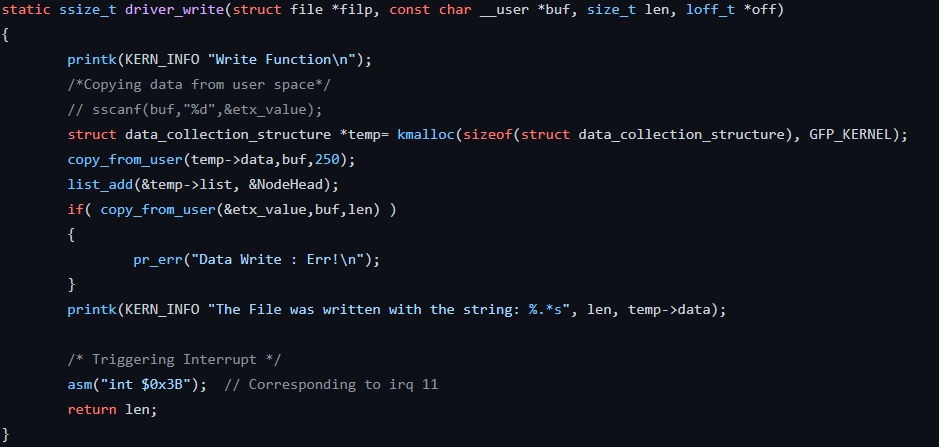 static ssize_t driver_write(struct file *filp, const char __user *buf, size_t len, loff_t *off)
{
        printk(KERN_INFO "Write Function\n");
        /*Copying data from user space*/
        // sscanf(buf,"%d",&etx_value);
        struct data_collection_structure *temp= kmalloc(sizeof(struct data_collection_structure), GFP_KERNEL);
        copy_from_user(temp->data,buf,250);
        list_add(&temp->list, &NodeHead);
        if( copy_from_user(&etx_value,buf,len) )
        {
                pr_err("Data Write : Err!\n");
        }
        printk(KERN_INFO "The File was written with the string: %.*s", len, temp->data);

        /* Triggering Interrupt */
        asm("int $0x3B");  // Corresponding to irq 11
        return len;
}